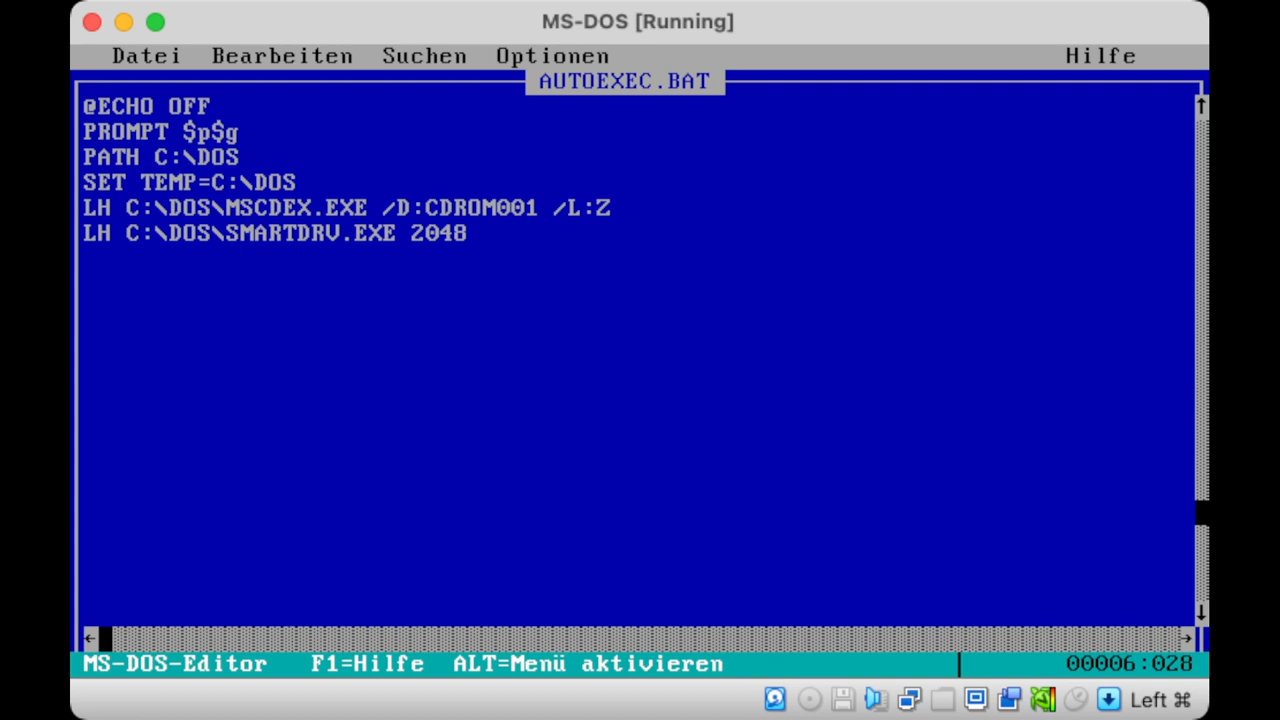 MS-DOS [Running]
Datei Bearbeiten Suchen Optionen Hilfe
AUTOEXEC.BAT
@ECHO OFF
PROMPT $p$g
PATH C:\DOS
SET TEMP=C:\DOS
LH C:\DOS\MSCDEX.EXE /D:CDROM001 /L:Z
LH C:\DOS\SMARTDRV.EXE 2048
MS-DOS-Editor F1=Hilfe ALT=Menü aktivieren 00006:028
Left ⌘